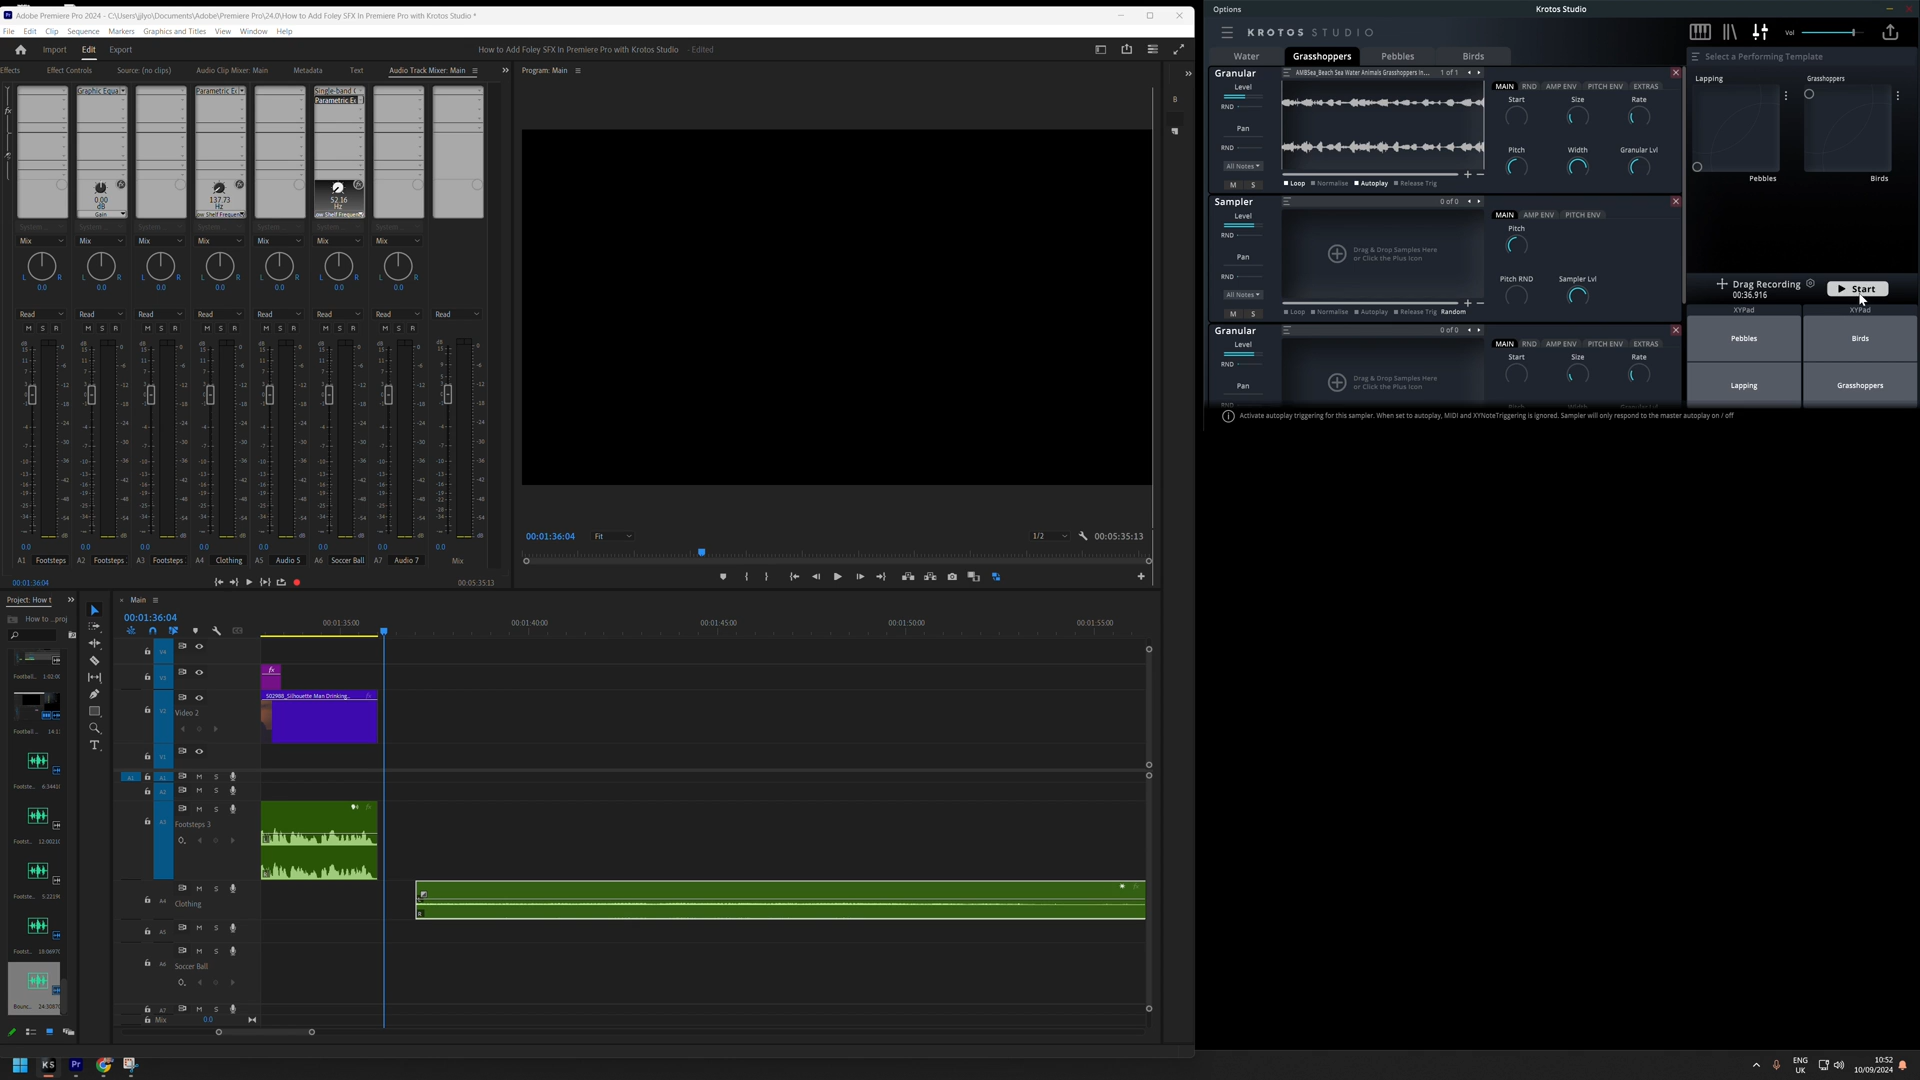 Adobe Premiere Pro 2024 - C:\Users\jjlyo\Documents\Adobe\Premiere Pro\24.0\How to Add Foley SFX In Premiere Pro with Krotos Studio *
File Edit Clip Sequence Markers Graphics and Titles View Window Help
Import Edit Export
How to Add Foley SFX In Premiere Pro with Krotos Studio - Edited
Effects Effect Controls Source: (no clips) Audio Clip Mixer: Main Metadata Text Audio Track Mixer: Main
Program: Main
Graphic Equa
Parametric E
Single-band C
Parametric E
0.00 dB Gain
137.73 Hz ow Shelf Frequen
52.16 Hz ow Shelf Frequen
Mix Mix Mix Mix Mix Mix Mix
L R L R L R L R L R L R L R
0.0 0.0 0.0 0.0 0.0 0.0 0.0
Read Read Read Read Read Read Read Read
M S R M S R M S R M S R M S R M S R M S R
0.0 0.0 0.0 0.0 0.0 0.0 0.0 0.0
A1 Footsteps A2 Footsteps A3 Footsteps A4 Clothing A5 Audio 5 A6 Soccer Ball A7 Audio 7 Mix
00:01:36:04 00:05:35:13
00:01:36:04 Fit 1/2 00:05:35:13
Project: How t
How to ...proj
Footbal... 1:02:0
Footbal... 14:1
Footste... 6.3441
Footst... 12.0021
Footste... 5.2219
Footst... 18.0697
Bounc... 24.5087
Main
00:01:36:04
00:01:35:00 00:01:40:00 00:01:45:00 00:01:50:00 00:01:55:00
V4
V3
V2 Video 2
V1
502988_Silhouette Man Drinking...
fx
A1 A1 M S
A2 M S
A3 M S
Footsteps 3
A4 M S
Clothing
A5 M S
A6 M S
Soccer Ball
A7 M S
Mix 0.0
Options
Krotos Studio
KROTOS STUDIO
Vol
Water Grasshoppers Pebbles Birds
Granular
Level
RND
Pan
RND
All Notes
M S
AMBSea_Beach Sea Water Animals Grasshoppers In... 1 of 1
Loop Normalise Autoplay Release Trig
MAIN RND AMP ENV PITCH ENV EXTRAS
Start Size Rate
Pitch Width Granular Lvl
Sampler
Level
RND
Pan
RND
All Notes
M S
0 of 0
Drag & Drop Samples Here
or Click the Plus Icon
Loop Normalise Autoplay Release Trig Random
MAIN AMP ENV PITCH ENV
Pitch
Pitch RND Sampler Lvl
Granular
Level
RND
Pan
0 of 0
Drag & Drop Samples Here
or Click the Plus Icon
MAIN RND AMP ENV PITCH ENV EXTRAS
Start Size Rate
Select a Performing Template
Lapping Grasshoppers
Pebbles Birds
Drag Recording
00:36.916
Start
XYPad XYPad
Pebbles Birds
Lapping Grasshoppers
Activate autoplay triggering for this sampler. When set to autoplay, MIDI and XYNoteTriggering is ignored. Sampler will only respond to the master autoplay on / off
KS Pr
ENG
UK
10:52
10/09/2024